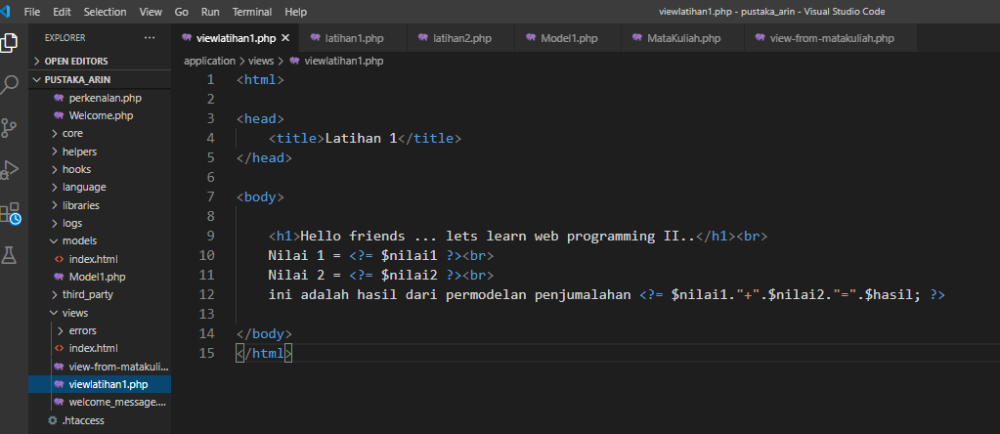 File Edit Selection View Go Run Terminal Help viewlatihan1.php - pustaka_arin - Visual Studio Code
EXPLORER ...
viewlatihan1.php latihan1.php latihan2.php Model1.php MataKuliah.php view-from-matakuliah.php
OPEN EDITORS
PUSTAKA_ARIN
perkenalan.php
Welcome.php
core
helpers
hooks
language
libraries
logs
models
index.html
Model1.php
third_party
views
errors
index.html
view-from-matakuli...
viewlatihan1.php
welcome_message....
.htaccess
application > views > viewlatihan1.php
1 <html>
2
3 <head>
4 <title>Latihan 1</title>
5 </head>
6
7 <body>
8
9 <h1>Hello friends ... lets learn web programming II..</h1><br>
10 Nilai 1 = <?= $nilai1 ?><br>
11 Nilai 2 = <?= $nilai2 ?><br>
12 ini adalah hasil dari permodelan penjumalahan <?= $nilai1."+".$nilai2."=".$hasil; ?>
13
14 </body>
15 </html>